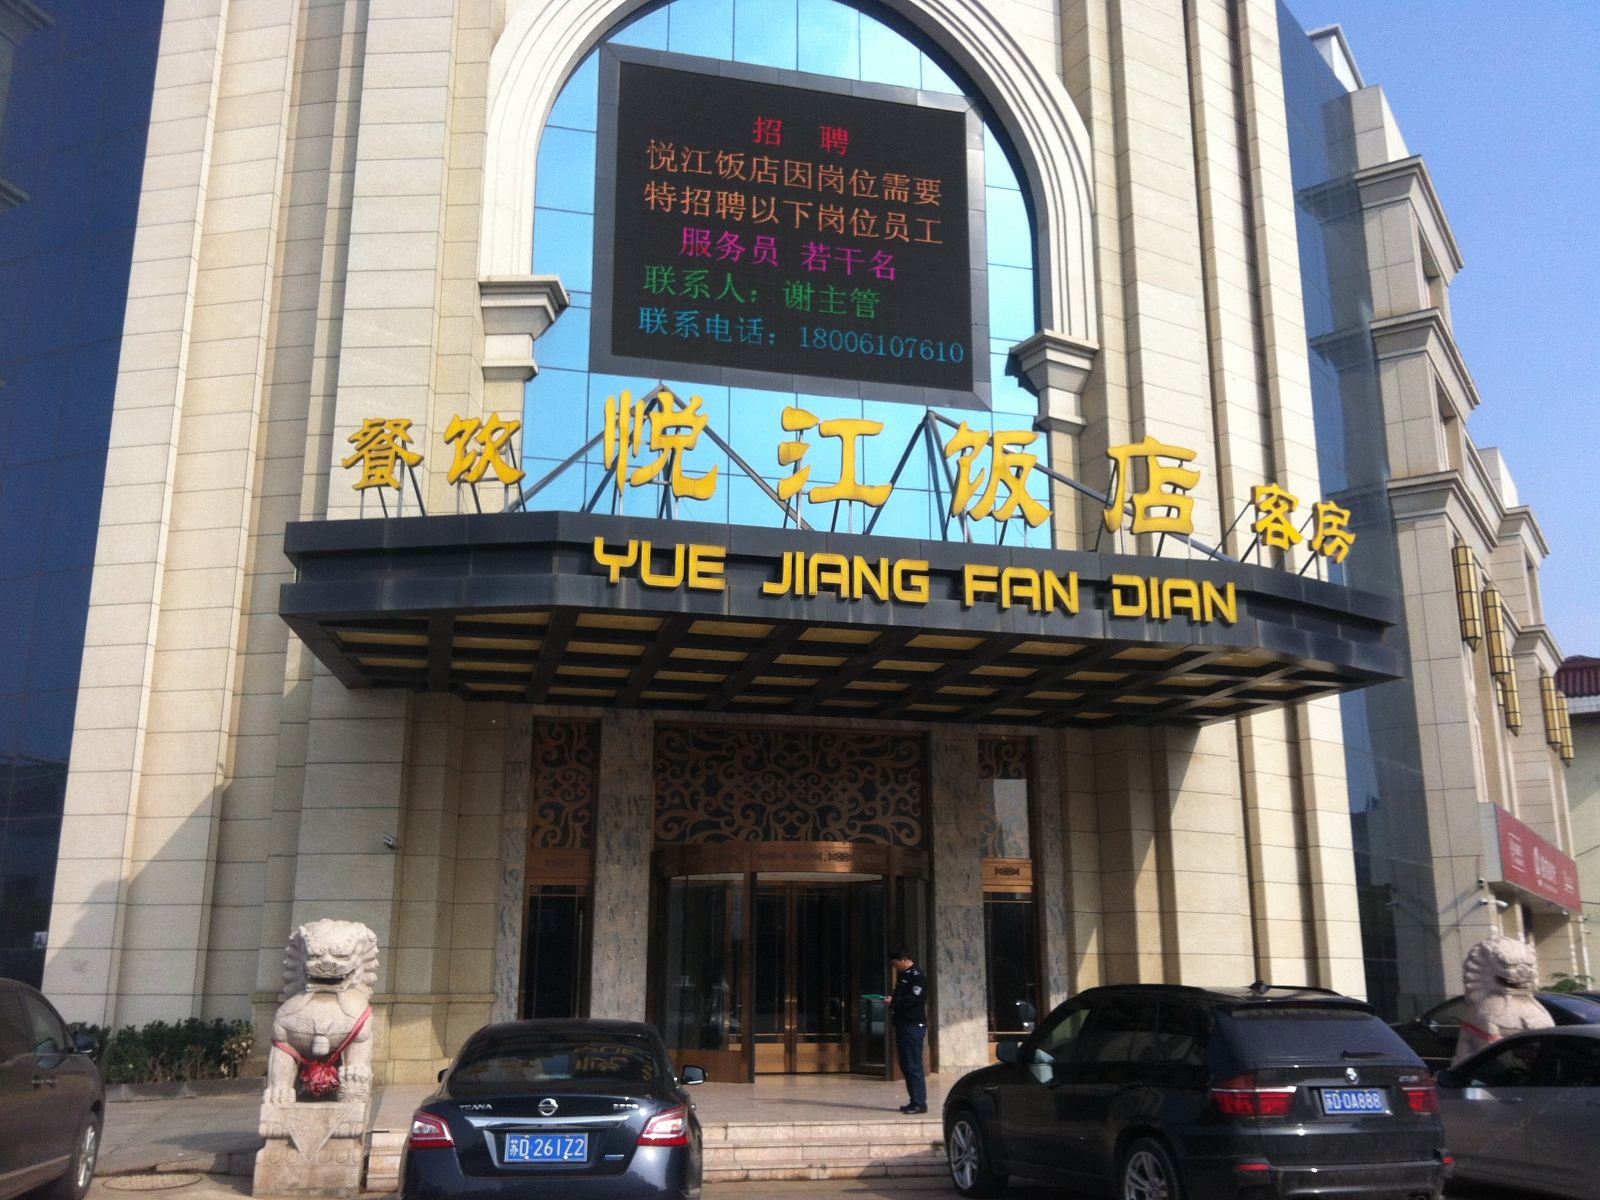 招 聘
悦江饭店因岗位需要
特招聘以下岗位员工
服务员 若干名
联系人：谢主管
联系电话：18006107610
餐饮 悦江饭店 客房
YUE JIANG FAN DIAN
TEANA
苏D·261Z2
苏D·0A888